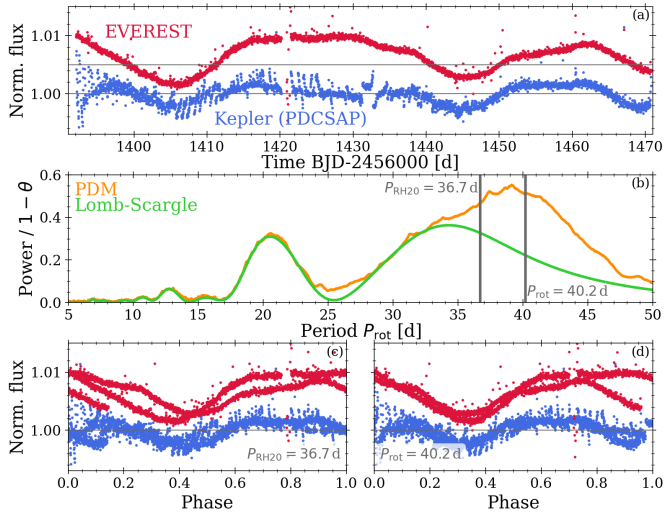 (a)
EVEREST
Kepler (PDCSAP)
Norm. flux
1.01
1.00
1400 1410 1420 1430 1440 1450 1460 1470
Time BJD-2456000 [d]
(b)
PDM
Lomb-Scargle
P_RH20 = 36.7 d
P_rot = 40.2 d
Power / 1 − θ
0.6
0.4
0.2
0.0
5 10 15 20 25 30 35 40 45 50
Period P_rot [d]
(c)
Norm. flux
1.01
1.00
P_RH20 = 36.7 d
0.0 0.2 0.4 0.6 0.8 1.0
Phase
(d)
P_rot = 40.2 d
0.0 0.2 0.4 0.6 0.8 1.0
Phase